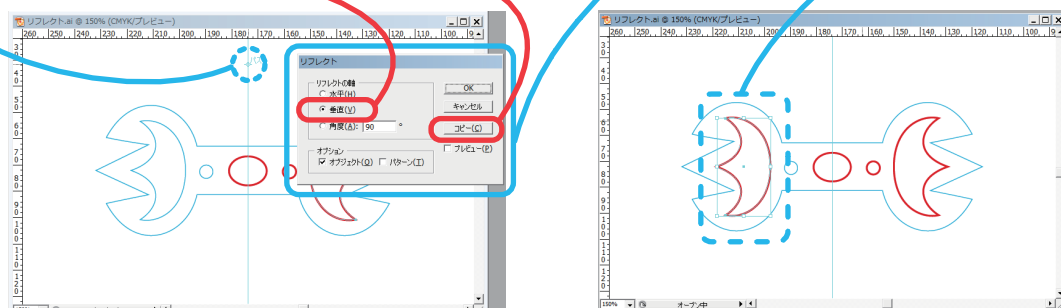 リフレクト.ai @ 150% (CMYK/プレビュー)
260 250 240 230 220 210 200 190 180 170 160 150 140 130 120 110 100 9
リフレクト
リフレクトの軸
水平(H)
垂直(V)
角度(A): 90 °
オプション
オブジェクト(O) パターン(T)
OK
キャンセル
コピー(C)
プレビュー(P)
リフレクト.ai @ 150% (CMYK/プレビュー)
260 250 240 230 220 210 200 190 180 170 160 150 140 130 120 110 100 9
150% オープン中